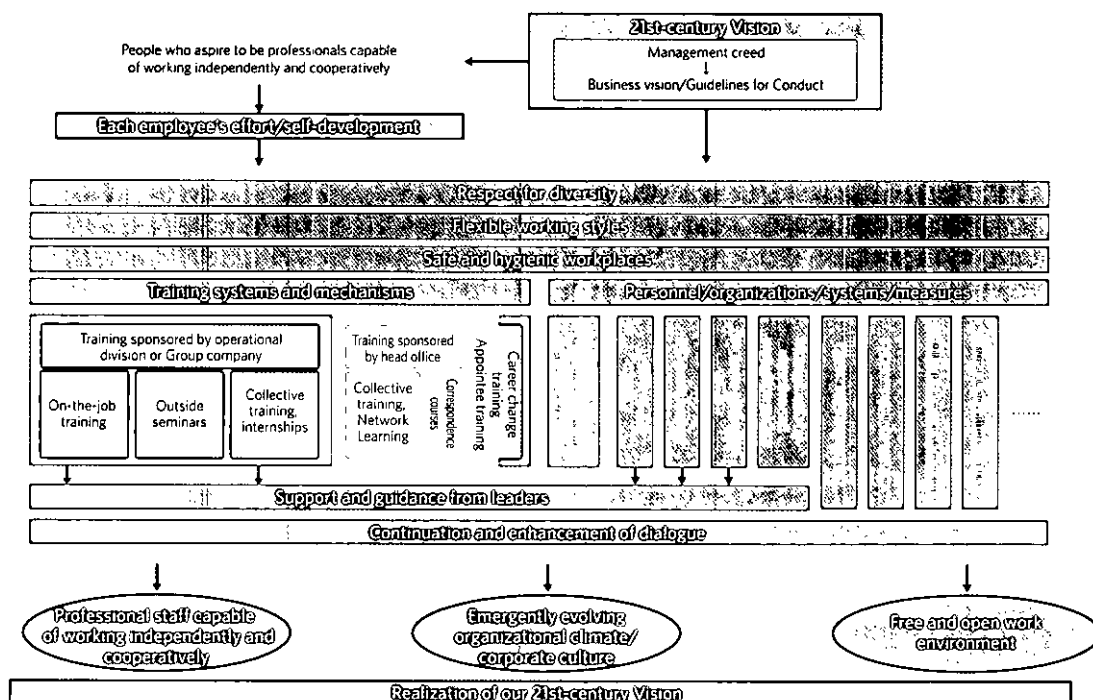 21st-century Vision
Management creed
Business vision/Guidelines for Conduct
People who aspire to be professionals capable
of working independently and cooperatively
Each employee's effort/self-development
Respect for diversity
Flexible working styles
Safe and hygienic workplaces
Training systems and mechanisms
Personnel/organizations/systems/measures
Training sponsored by operational
division or Group company
On-the-job
training
Outside
seminars
Collective
training,
internships
Training sponsored
by head office
Collective
training,
Network
Learning
Correspondence
courses
Career change
training
Appointee training
......
Support and guidance from leaders
Continuation and enhancement of dialogue
Professional staff capable
of working independently and
cooperatively
Emergently evolving
organizational climate/
corporate culture
Free and open work
environment
Realization of our 21st-century Vision